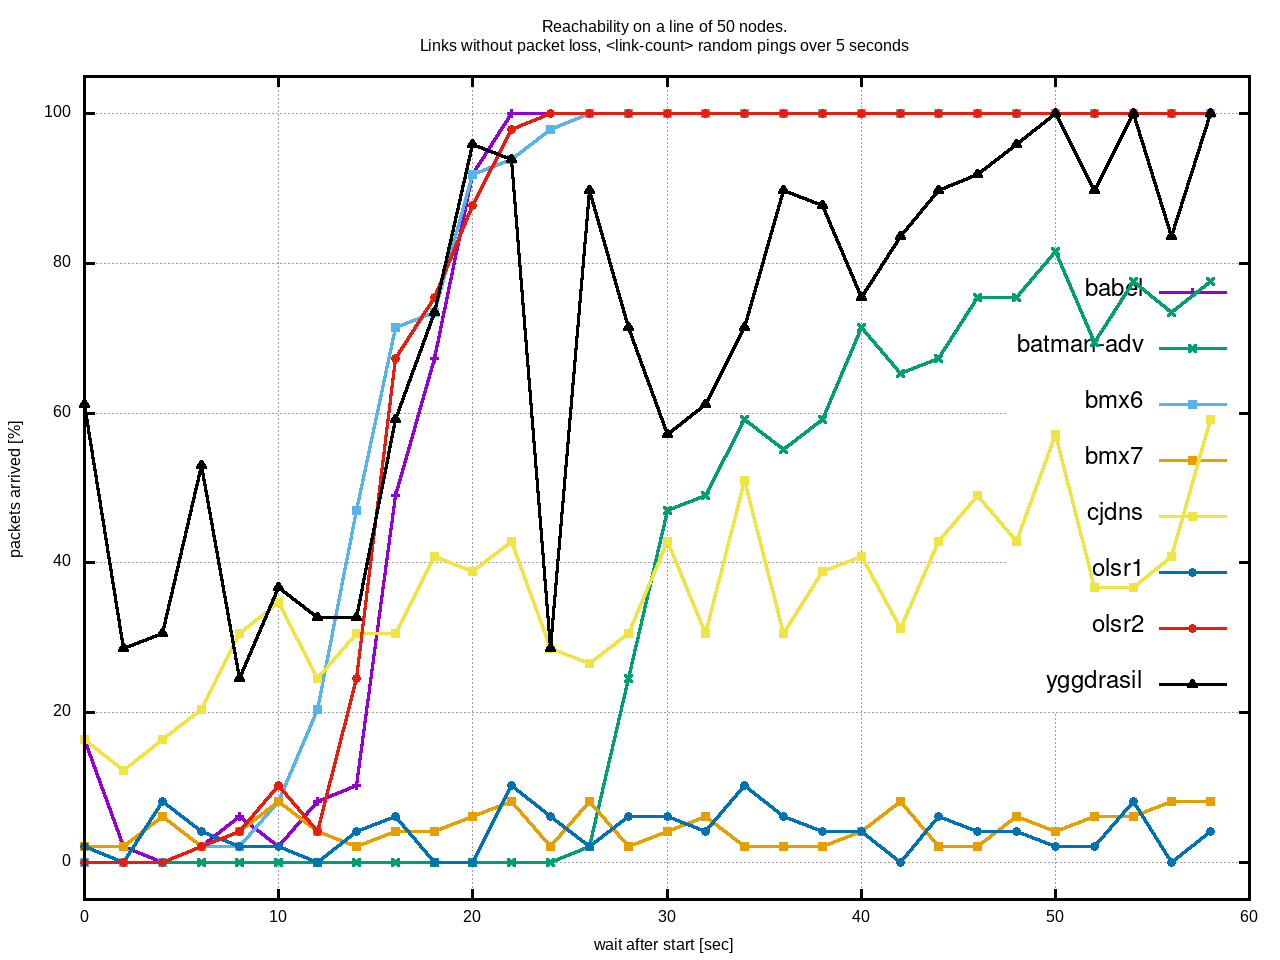 Reachability on a line of 50 nodes.
Links without packet loss, <link-count> random pings over 5 seconds
100
80
60
40
20
0
packets arrived [%]
babel
batman-adv
bmx6
bmx7
cjdns
olsr1
olsr2
yggdrasil
0 10 20 30 40 50 60
wait after start [sec]